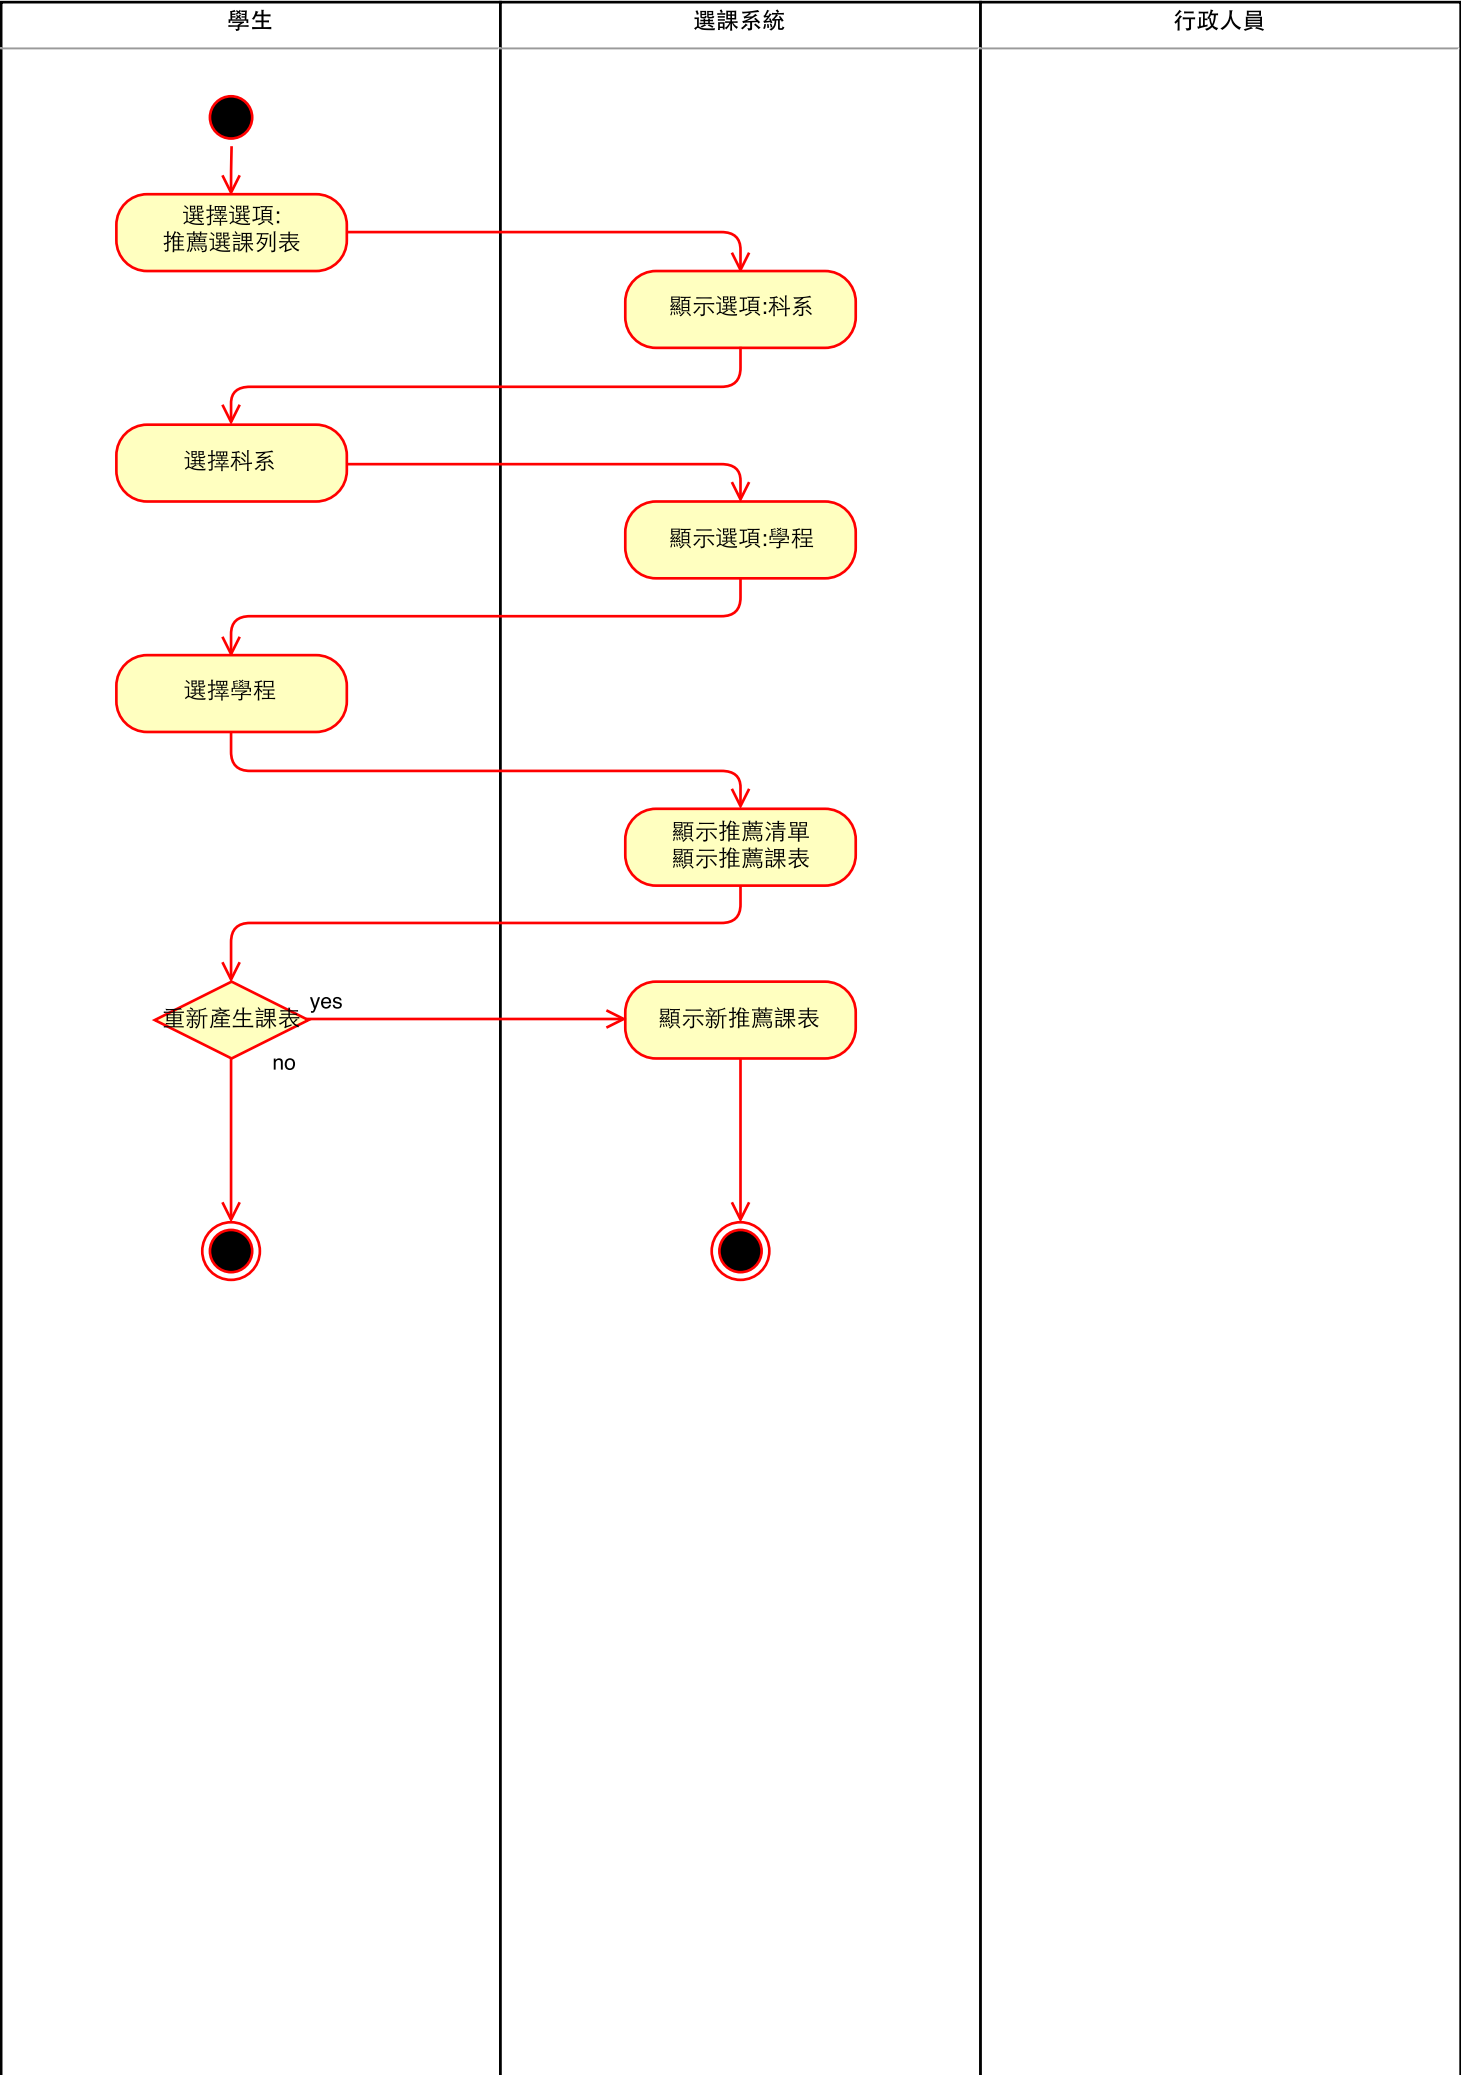 學生
選課系統
行政人員
選擇選項:
推薦選課列表
顯示選項:科系
選擇科系
顯示選項:學程
選擇學程
顯示推薦清單
顯示推薦課表
重新產生課表
yes
顯示新推薦課表
no